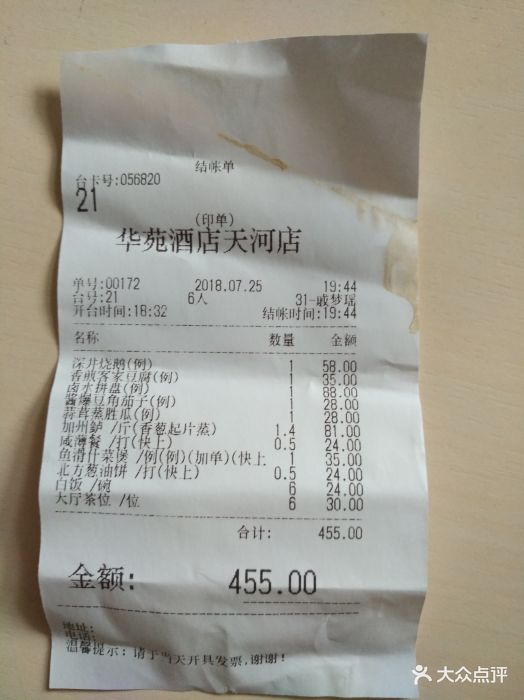 结帐单
台卡号:056820
21
(印单)
华苑酒店天河店
单号:00172 2018.07.25 19:44
台号:21 6人 31-戚梦瑶
开台时间:18:32 结帐时间:19:44
名称 数量 金额
深井烧鹅(例) 1 58.00
香煎客家豆腐(例) 1 35.00
卤水拼盘(例) 1 88.00
酱爆豆角茄子(例) 1 28.00
蒜茸蒸胜瓜(例) 1 28.00
加州鲈 /斤(香葱起片蒸) 1.4 81.00
咸薄餐 /打(快上) 0.5 24.00
鱼滑什菜煲 /例(例)(加单)(快上 1 35.00
北方葱油饼 /打(快上) 0.5 24.00
白饭 /碗 6 24.00
大厅茶位 /位 6 30.00
合计: 455.00
金额: 455.00
地址:
电话:
温馨提示: 请于当天开具发票,谢谢!
大众点评